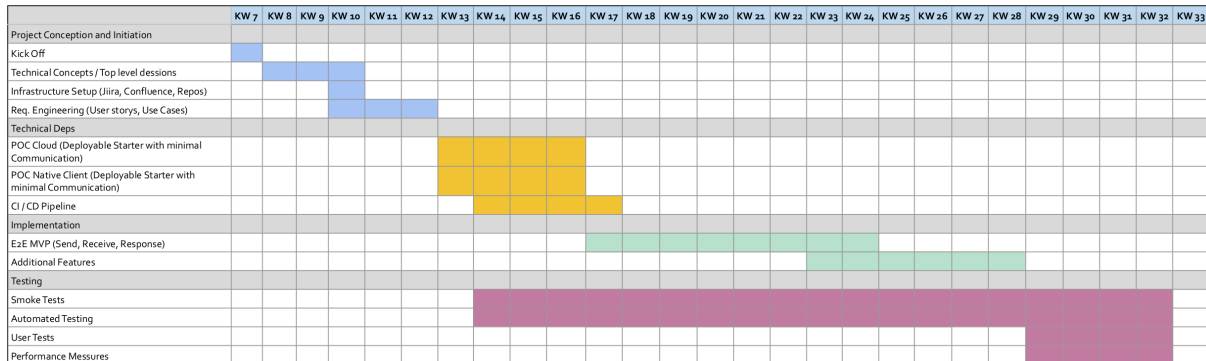 KW 7 KW 8 KW 9 KW 10 KW 11 KW 12 KW 13 KW 14 KW 15 KW 16 KW 17 KW 18 KW 19 KW 20 KW 21 KW 22 KW 23 KW 24 KW 25 KW 26 KW 27 KW 28 KW 29 KW 30 KW 31 KW 32 KW 33
Project Conception and Initiation
Kick Off
Technical Concepts / Top level dessions
Infrastructure Setup (Jiira, Confluence, Repos)
Req. Engineering (User storys, Use Cases)
Technical Deps
POC Cloud (Deployable Starter with minimal
Communication)
POC Native Client (Deployable Starter with
minimal Communication)
CI / CD Pipeline
Implementation
E2E MVP (Send, Receive, Response)
Additional Features
Testing
Smoke Tests
Automated Testing
User Tests
Performance Messures